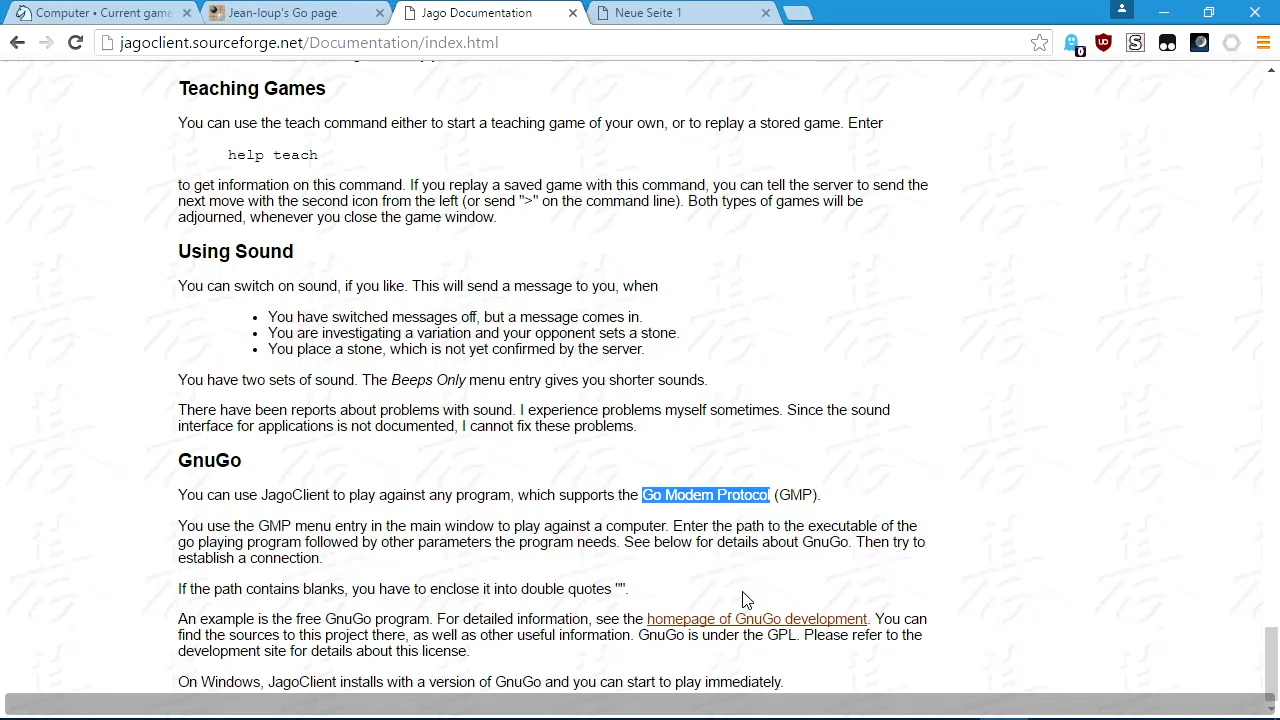 Computer • Current game
Jean-loup's Go page
Jago Documentation
Neue Seite 1
jagoclient.sourceforge.net/Documentation/index.html
Teaching Games
You can use the teach command either to start a teaching game of your own, or to replay a stored game. Enter
help teach
to get information on this command. If you replay a saved game with this command, you can tell the server to send the
next move with the second icon from the left (or send ">" on the command line). Both types of games will be
adjourned, whenever you close the game window.
Using Sound
You can switch on sound, if you like. This will send a message to you, when
• You have switched messages off, but a message comes in.
• You are investigating a variation and your opponent sets a stone.
• You place a stone, which is not yet confirmed by the server.
You have two sets of sound. The Beeps Only menu entry gives you shorter sounds.
There have been reports about problems with sound. I experience problems myself sometimes. Since the sound
interface for applications is not documented, I cannot fix these problems.
GnuGo
You can use JagoClient to play against any program, which supports the Go Modern Protocol (GMP).
You use the GMP menu entry in the main window to play against a computer. Enter the path to the executable of the
go playing program followed by other parameters the program needs. See below for details about GnuGo. Then try to
establish a connection.
If the path contains blanks, you have to enclose it into double quotes "".
An example is the free GnuGo program. For detailed information, see the homepage of GnuGo development. You can
find the sources to this project there, as well as other useful information. GnuGo is under the GPL. Please refer to the
development site for details about this license.
On Windows, JagoClient installs with a version of GnuGo and you can start to play immediately.